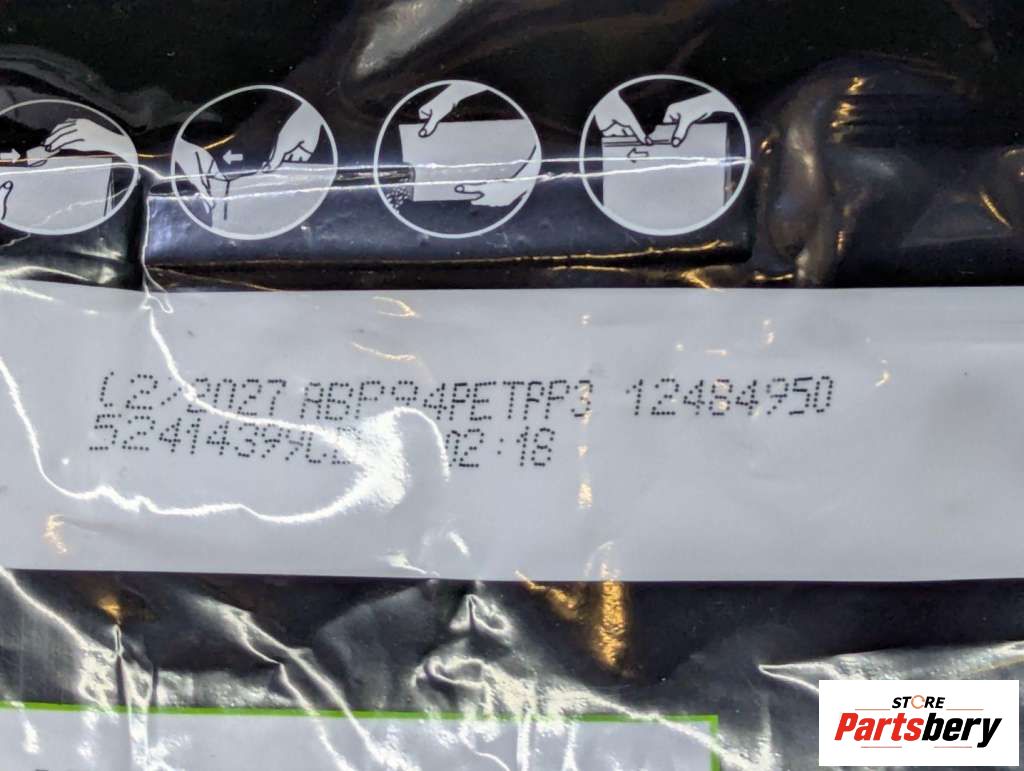 12/2027 ABP94PETPP3 12484950
02:18
STORE
Partsbery